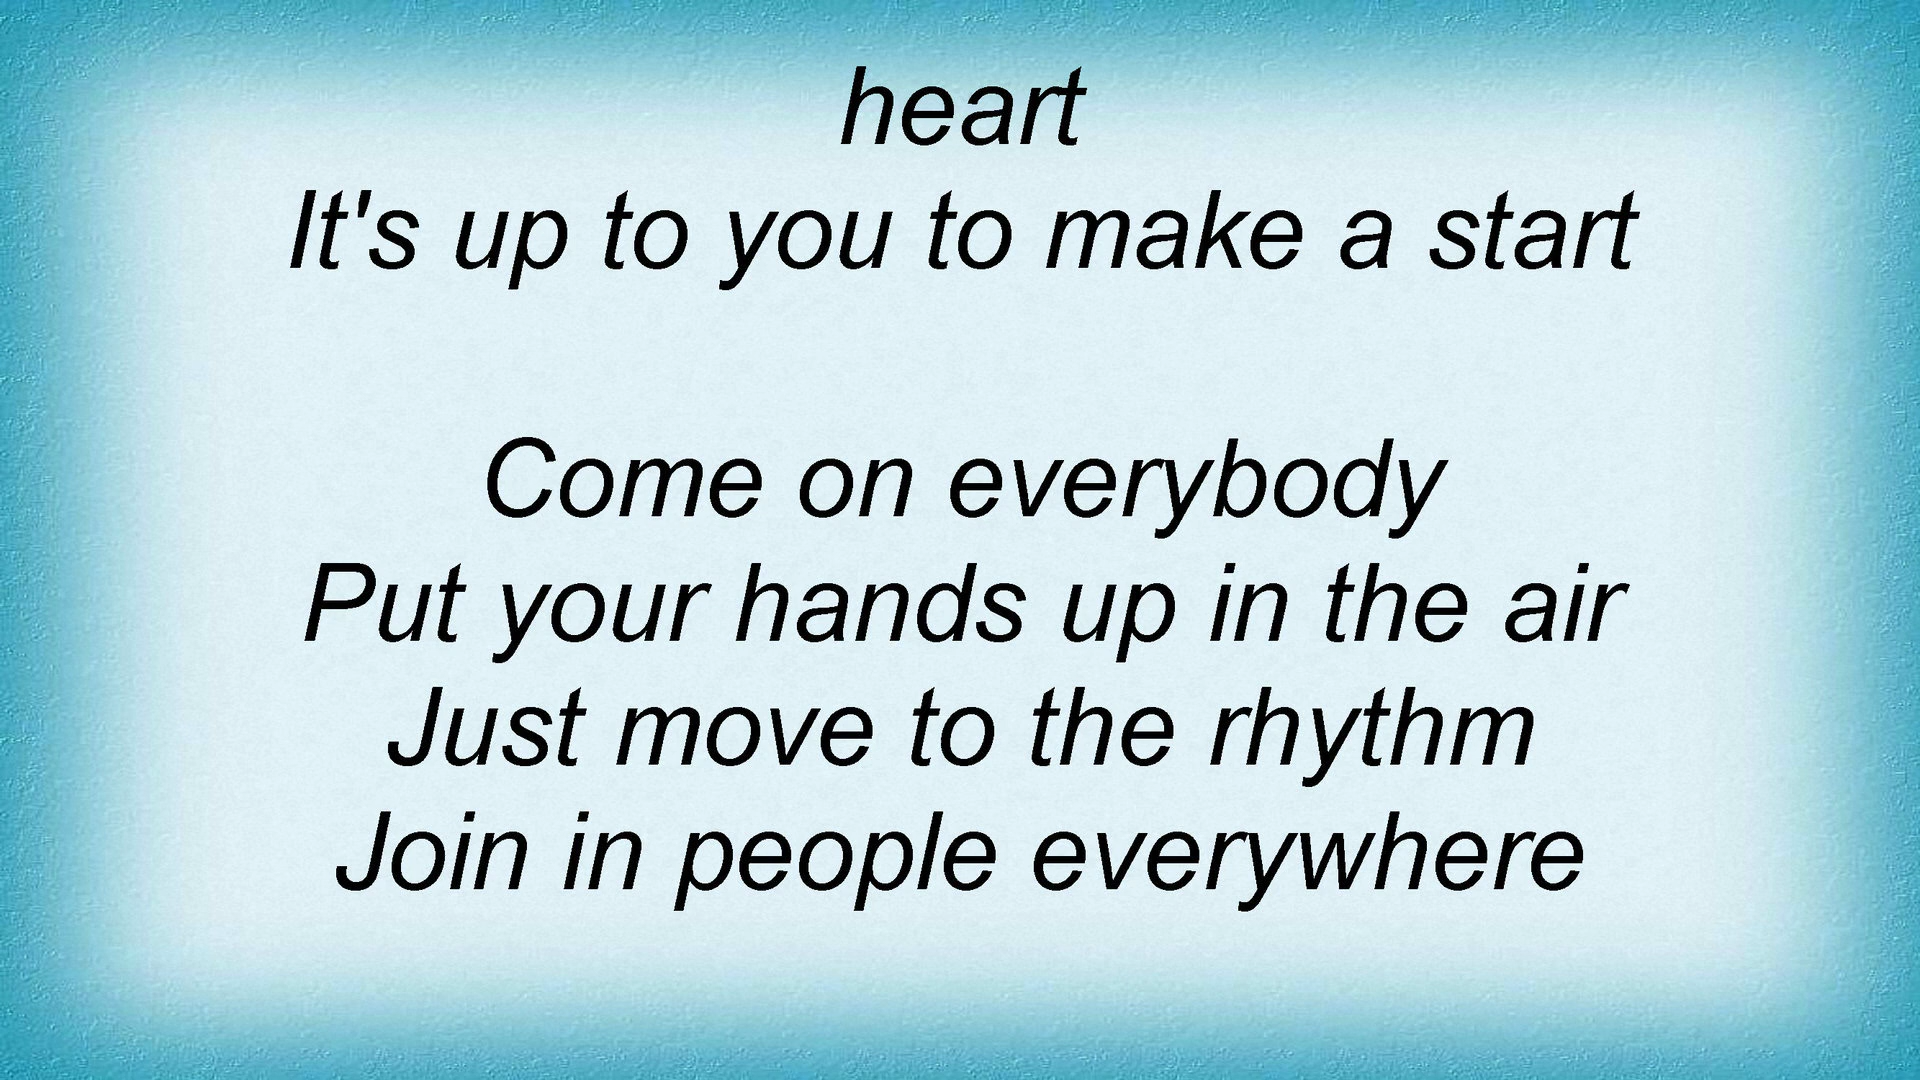 heart
It's up to you to make a start
Come on everybody
Put your hands up in the air
Just move to the rhythm
Join in people everywhere